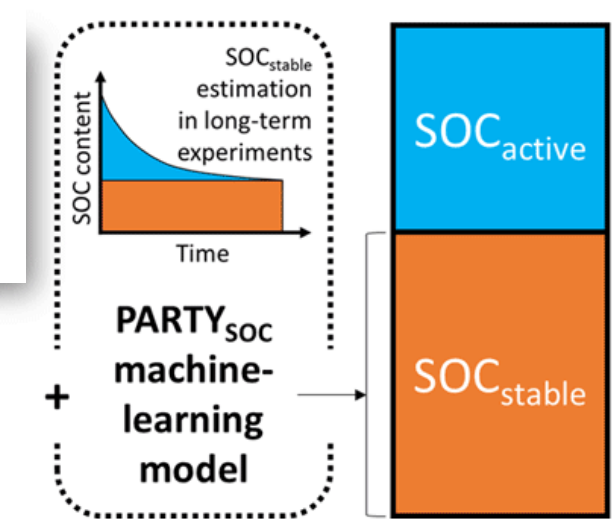 SOCstable
estimation
in long-term
experiments
SOC content
Time
PARTYSOC
machine-
learning
model
+
SOCactive
SOCstable